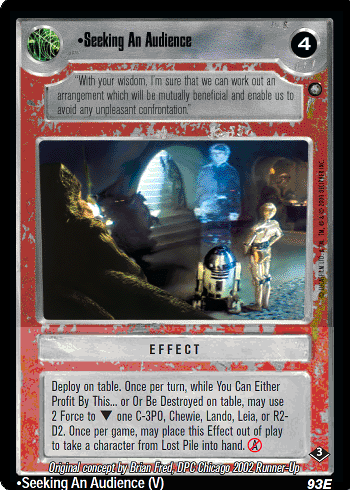 •Seeking An Audience
4
"With your wisdom, I'm sure that we can work out an
arrangement which will be mutually beneficial and enable us to
avoid any unpleasant confrontation."
EFFECT
Deploy on table. Once per turn, while You Can Either
Profit By This... or Or Be Destroyed on table, may use
2 Force to ▼ one C-3PO, Chewie, Lando, Leia, or R2-
D2. Once per game, may place this Effect out of play
to take a character from Lost Pile into hand. A
3
Original concept by Brian Fred, DPC Chicago 2002 Runner-Up
•Seeking An Audience (V)
93E